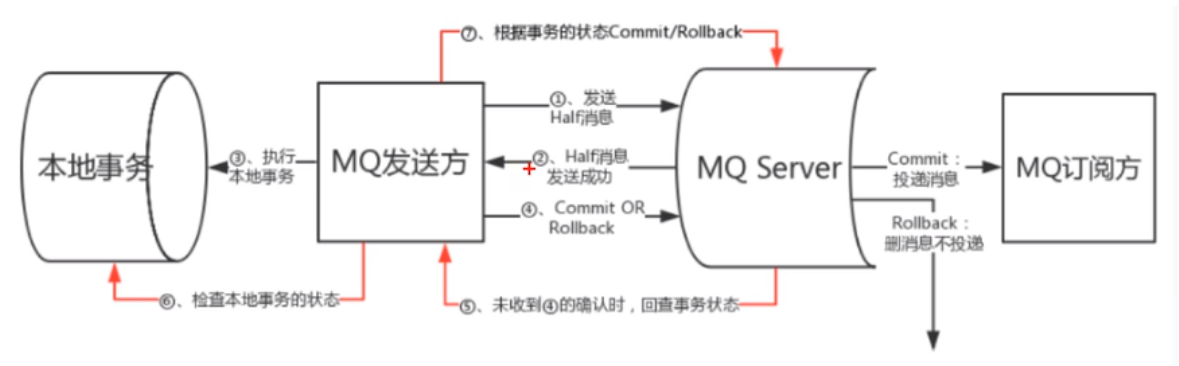 ⑦、根据事务的状态Commit/Rollback
①、发送
Half消息
本地事务
③、执行
本地事务
MQ发送方
②、Half消息
发送成功
MQ Server
Commit：
投递消息
MQ订阅方
④、Commit OR
Rollback
Rollback：
删消息不投递
⑥、检查本地事务的状态
⑤、未收到④的确认时，回查事务状态